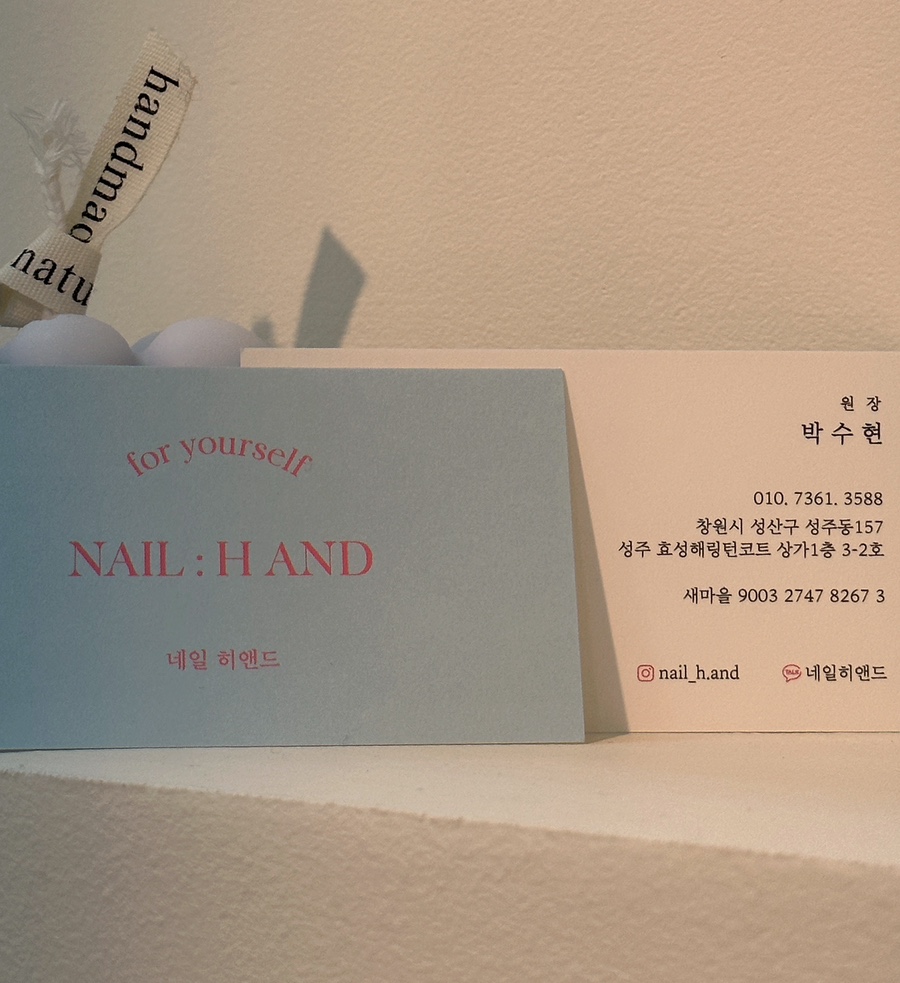 handmad
natu
for yourself
NAIL : H AND
네일 히앤드
원 장
박 수 현
010. 7361. 3588
창원시 성산구 성주동157
성주 효성해링턴코트 상가1층 3-2호
새마을 9003 2747 8267 3
nail_h.and
TALK 네일히앤드